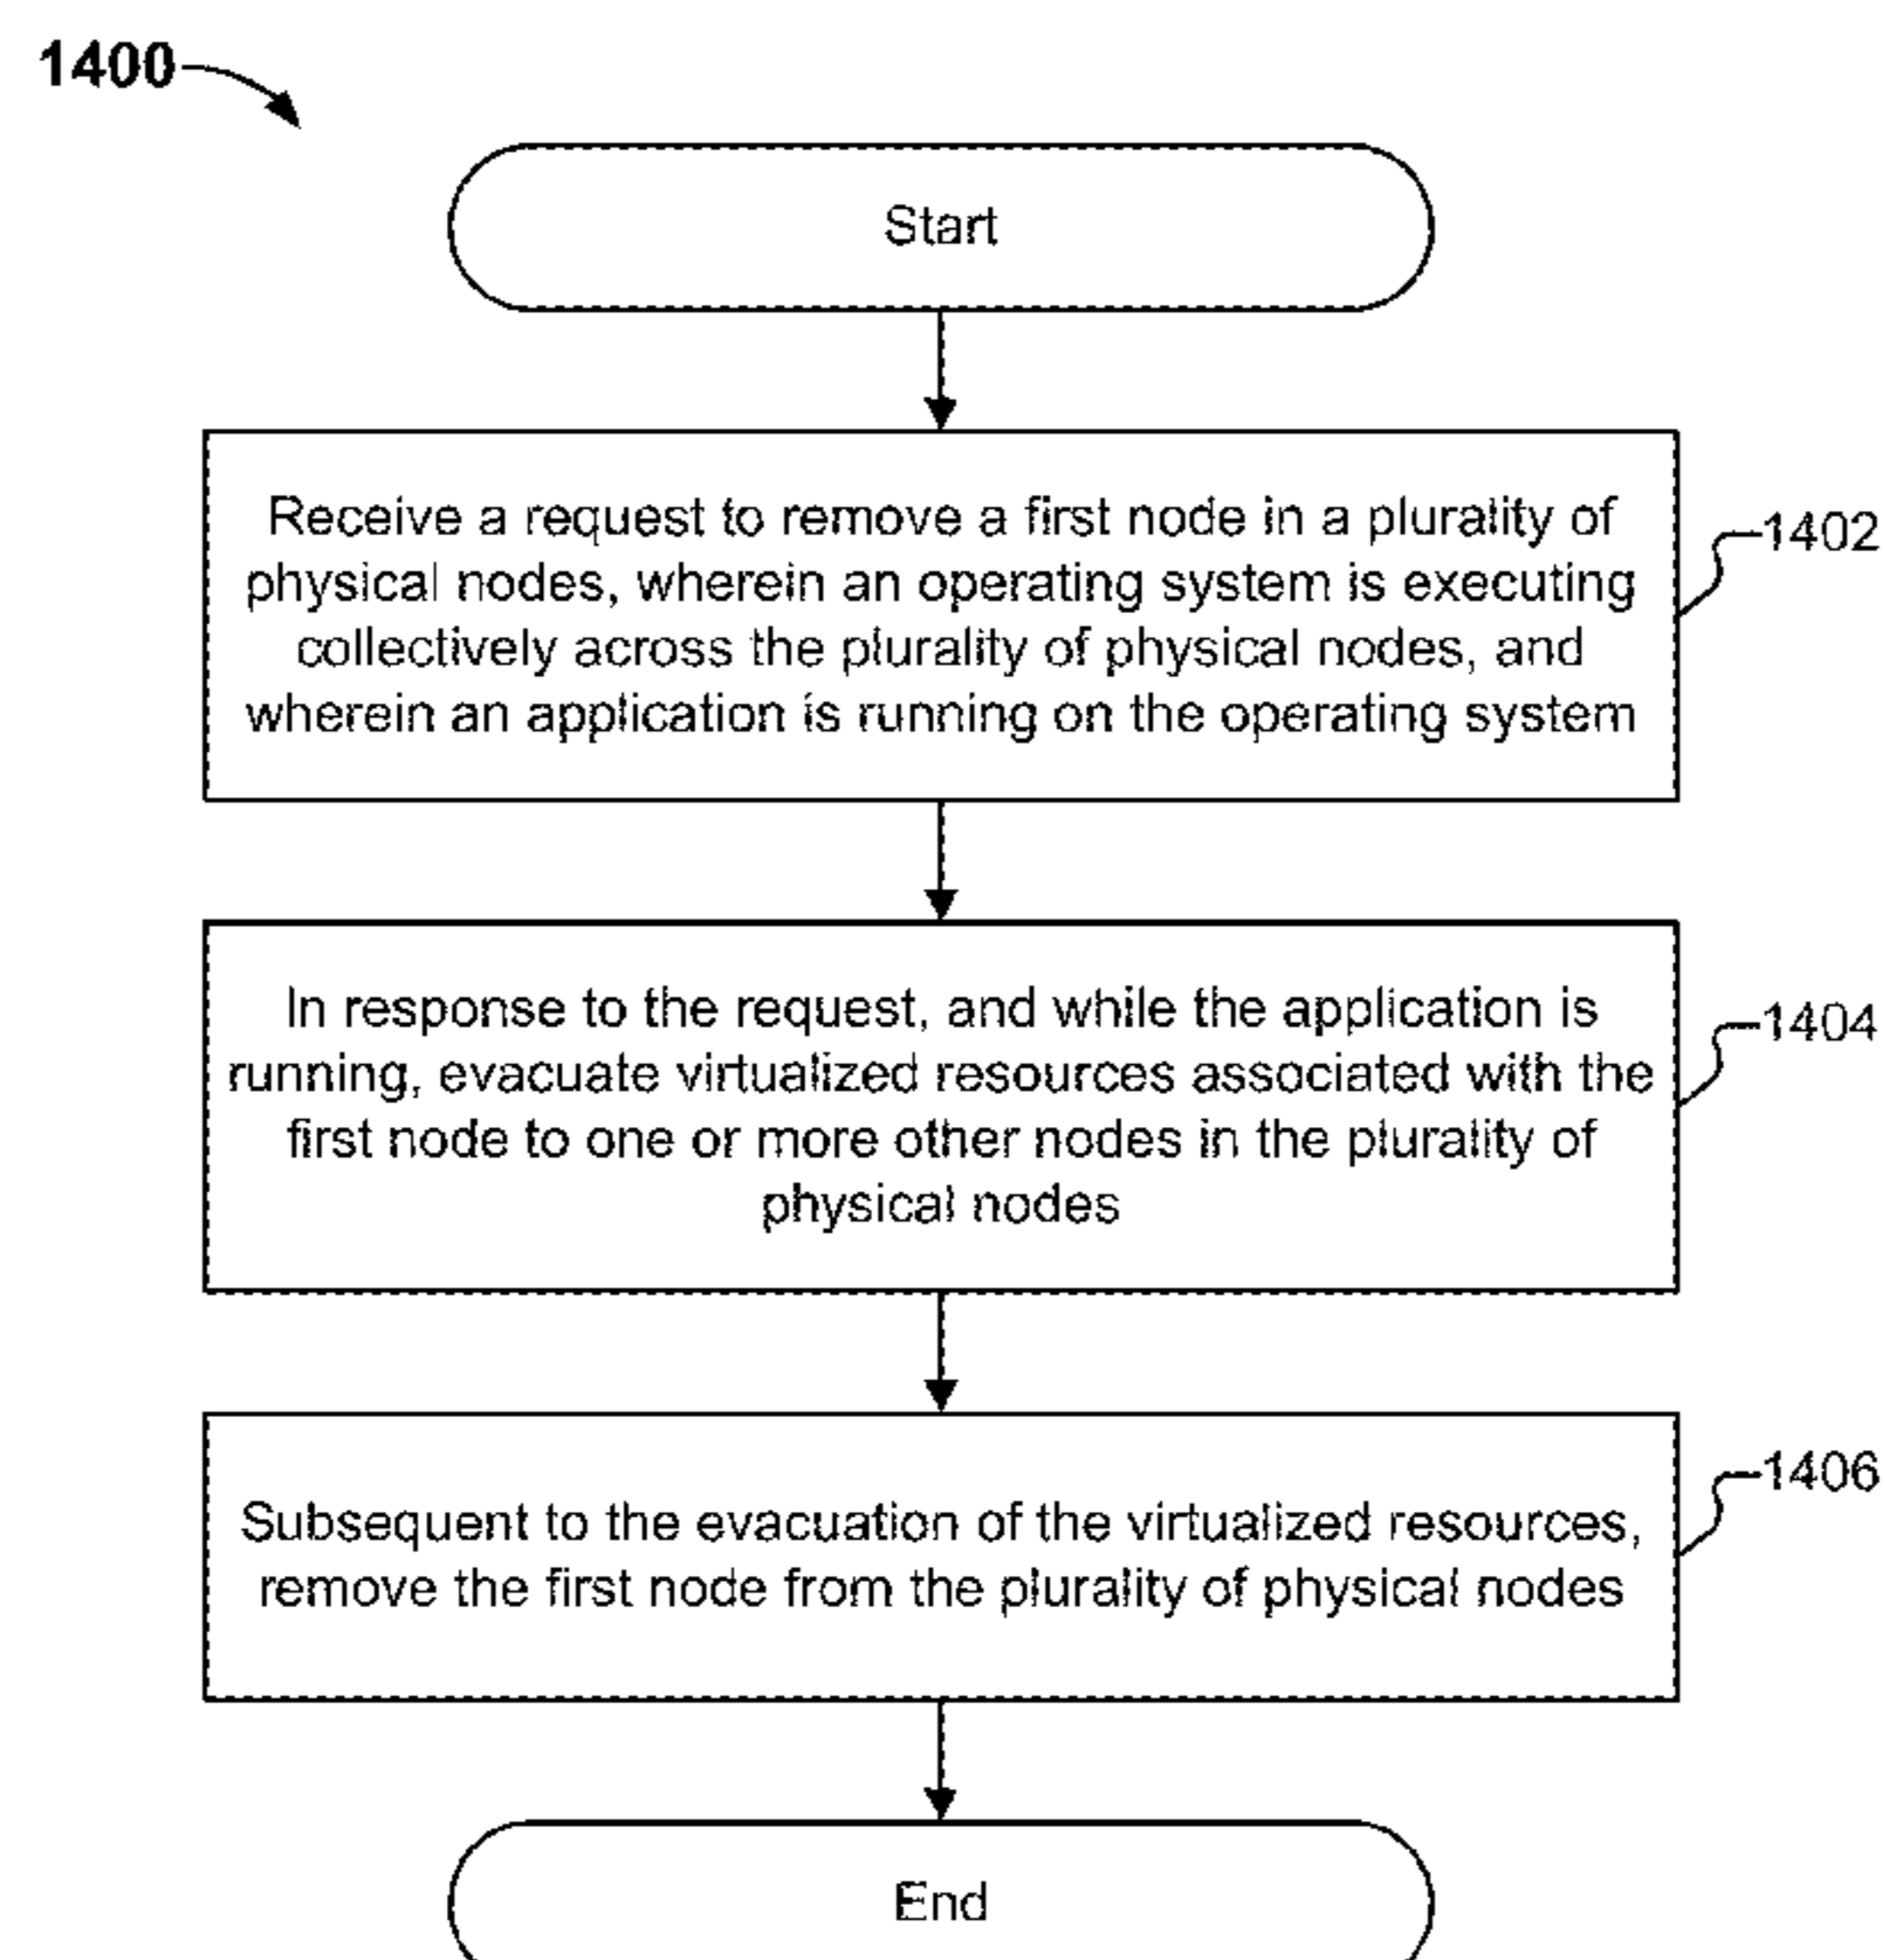 1400
Start
Receive a request to remove a first node in a plurality of
physical nodes, wherein an operating system is executing
collectively across the plurality of physical nodes, and
wherein an application is running on the operating system
1402
In response to the request, and while the application is
running, evacuate virtualized resources associated with the
first node to one or more other nodes in the plurality of
physical nodes
1404
Subsequent to the evacuation of the virtualized resources,
remove the first node from the plurality of physical nodes
1406
End